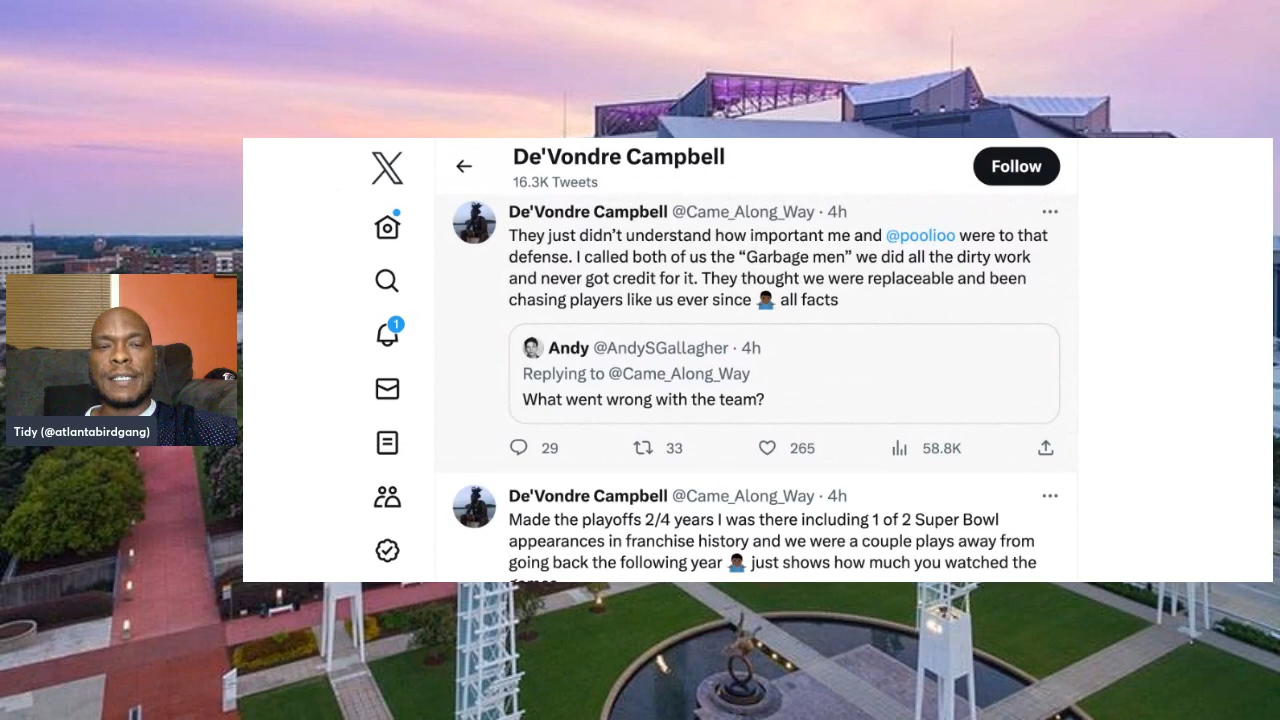 De'Vondre Campbell
16.3K Tweets
Follow
De'Vondre Campbell @Came_Along_Way · 4h
They just didn’t understand how important me and @poolioo were to that
defense. I called both of us the “Garbage men” we did all the dirty work
and never got credit for it. They thought we were replaceable and been
chasing players like us ever since 🤷🏿‍♂️ all facts
Andy @AndySGallagher · 4h
Replying to @Came_Along_Way
What went wrong with the team?
29 33 265 58.8K
De'Vondre Campbell @Came_Along_Way · 4h
Made the playoffs 2/4 years I was there including 1 of 2 Super Bowl
appearances in franchise history and we were a couple plays away from
going back the following year 🤷🏿‍♂️ just shows how much you watched the
1
Tidy (@atlantabirdgang)